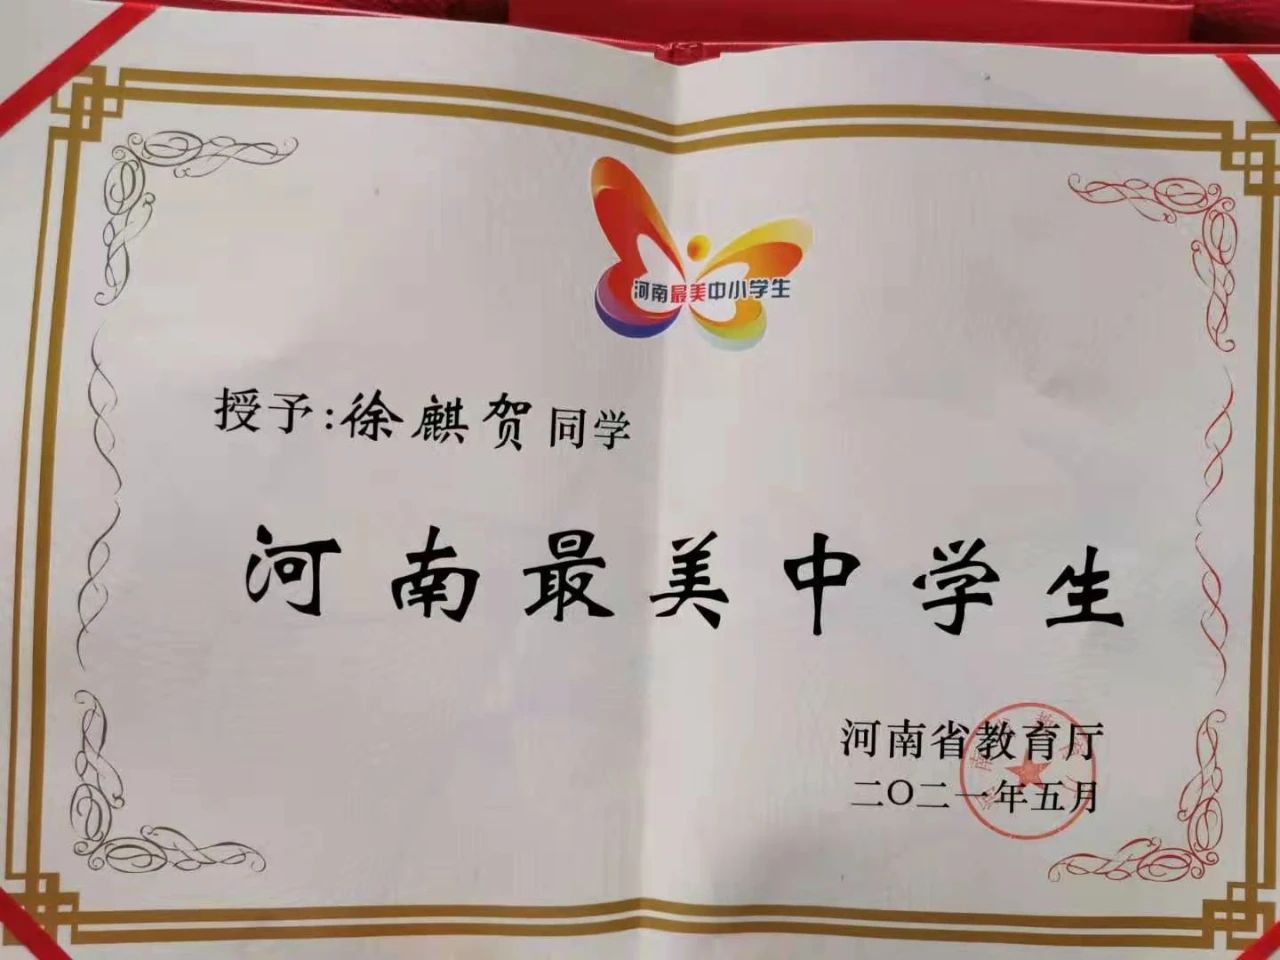 河南最美中小学生
授予:徐麒贺同学
河南最美中学生
河南省教育厅
二〇二一年五月